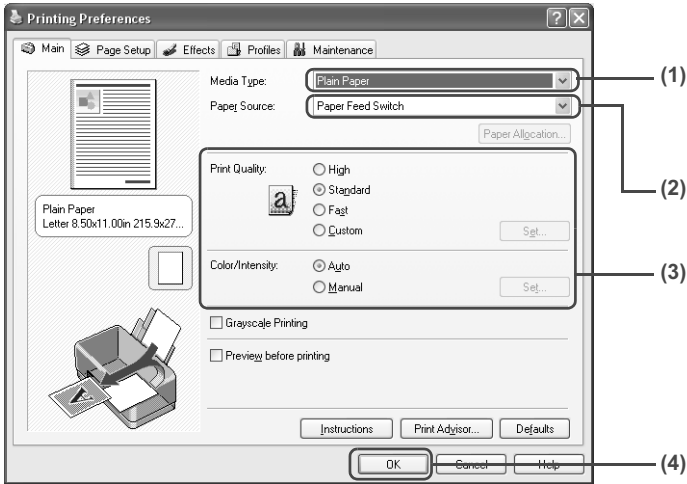 Printing Preferences
Main Page Setup Effects Profiles Maintenance
Media Type: Plain Paper (1)
Paper Source: Paper Feed Switch
Paper Allocation...
(2)
Print Quality: High
Standard
Fast
Custom Set...
a
Plain Paper
Letter 8.50x11.00in 215.9x27...
Color/Intensity: Auto (3)
Manual Set...
Grayscale Printing
Preview before printing
A
Instructions Print Advisor... Defaults
OK Cancel Help (4)